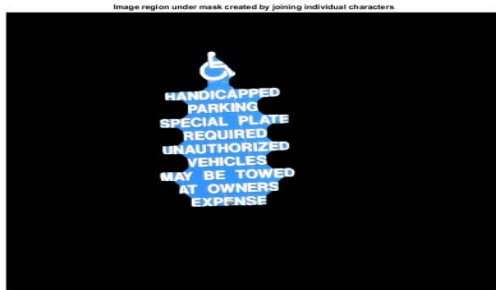 Image region under mask created by joining individual characters
HANDICAPPED
PARKING
SPECIAL PLATE
REQUIRED
UNAUTHORIZED
VEHICLES
MAY BE TOWED
AT OWNERS
EXPENSE